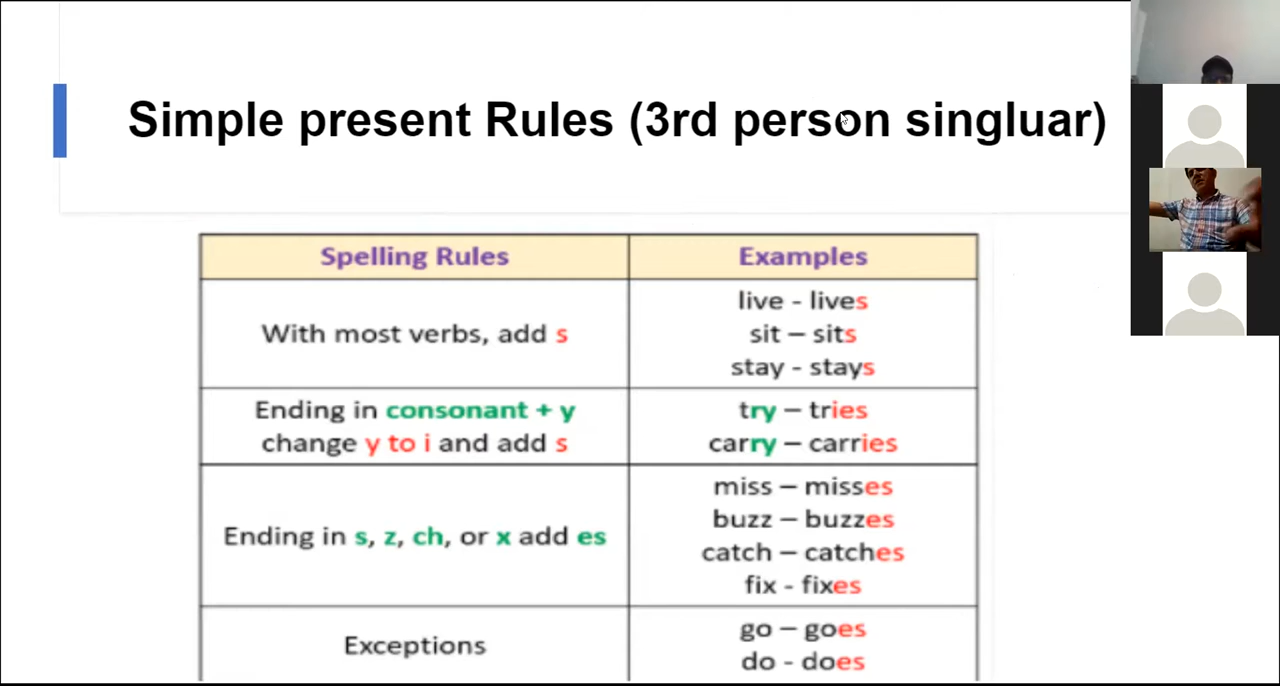 Simple present Rules (3rd person singluar)
Spelling Rules
Examples
With most verbs, add s
live - lives
sit – sits
stay - stays
Ending in consonant + y
change y to i and add s
try – tries
carry – carries
Ending in s, z, ch, or x add es
miss – misses
buzz – buzzes
catch – catches
fix - fixes
Exceptions
go – goes
do - does